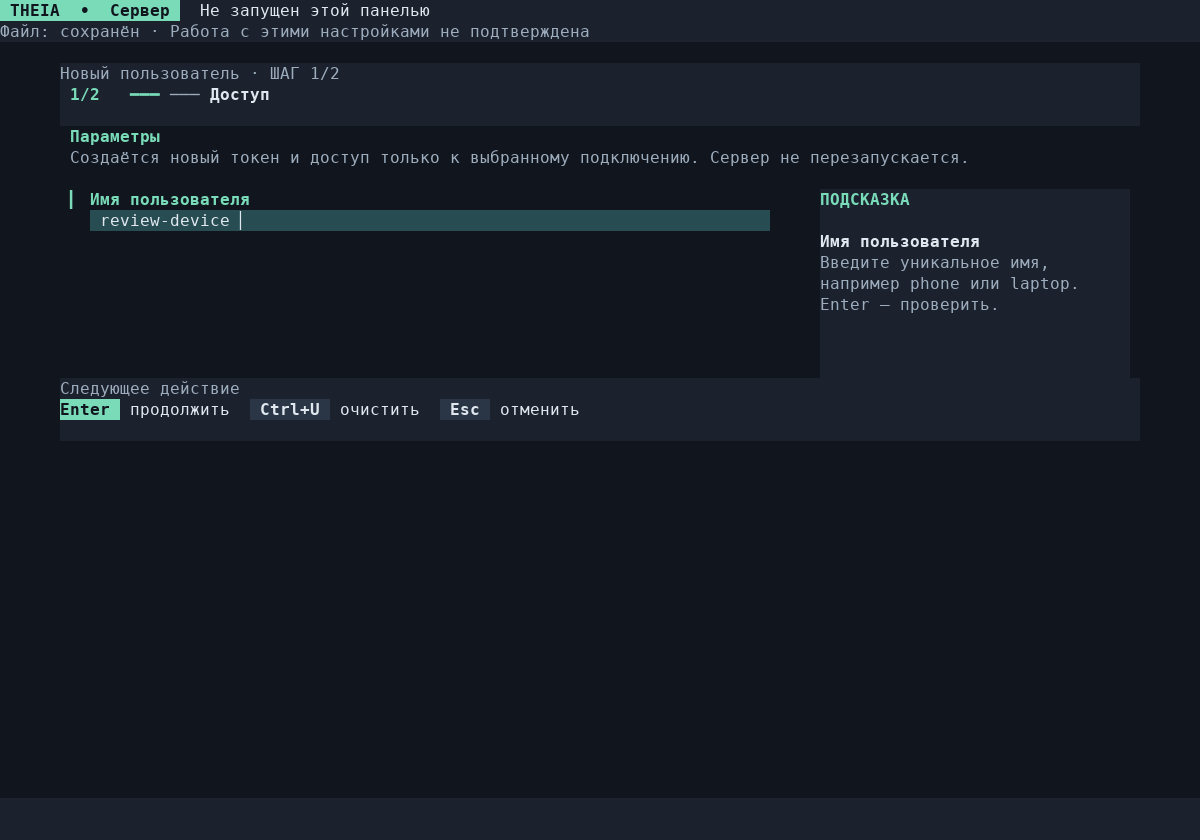 THEIA • Сервер Не запущен этой панелью
Файл: сохранён · Работа с этими настройками не подтверждена
Новый пользователь · ШАГ 1/2
1/2 ━━━ ─── Доступ
Параметры
Создаётся новый токен и доступ только к выбранному подключению. Сервер не перезапускается.
Имя пользователя
review-device
ПОДСКАЗКА
Имя пользователя
Введите уникальное имя,
например phone или laptop.
Enter — проверить.
Следующее действие
Enter продолжить Ctrl+U очистить Esc отменить